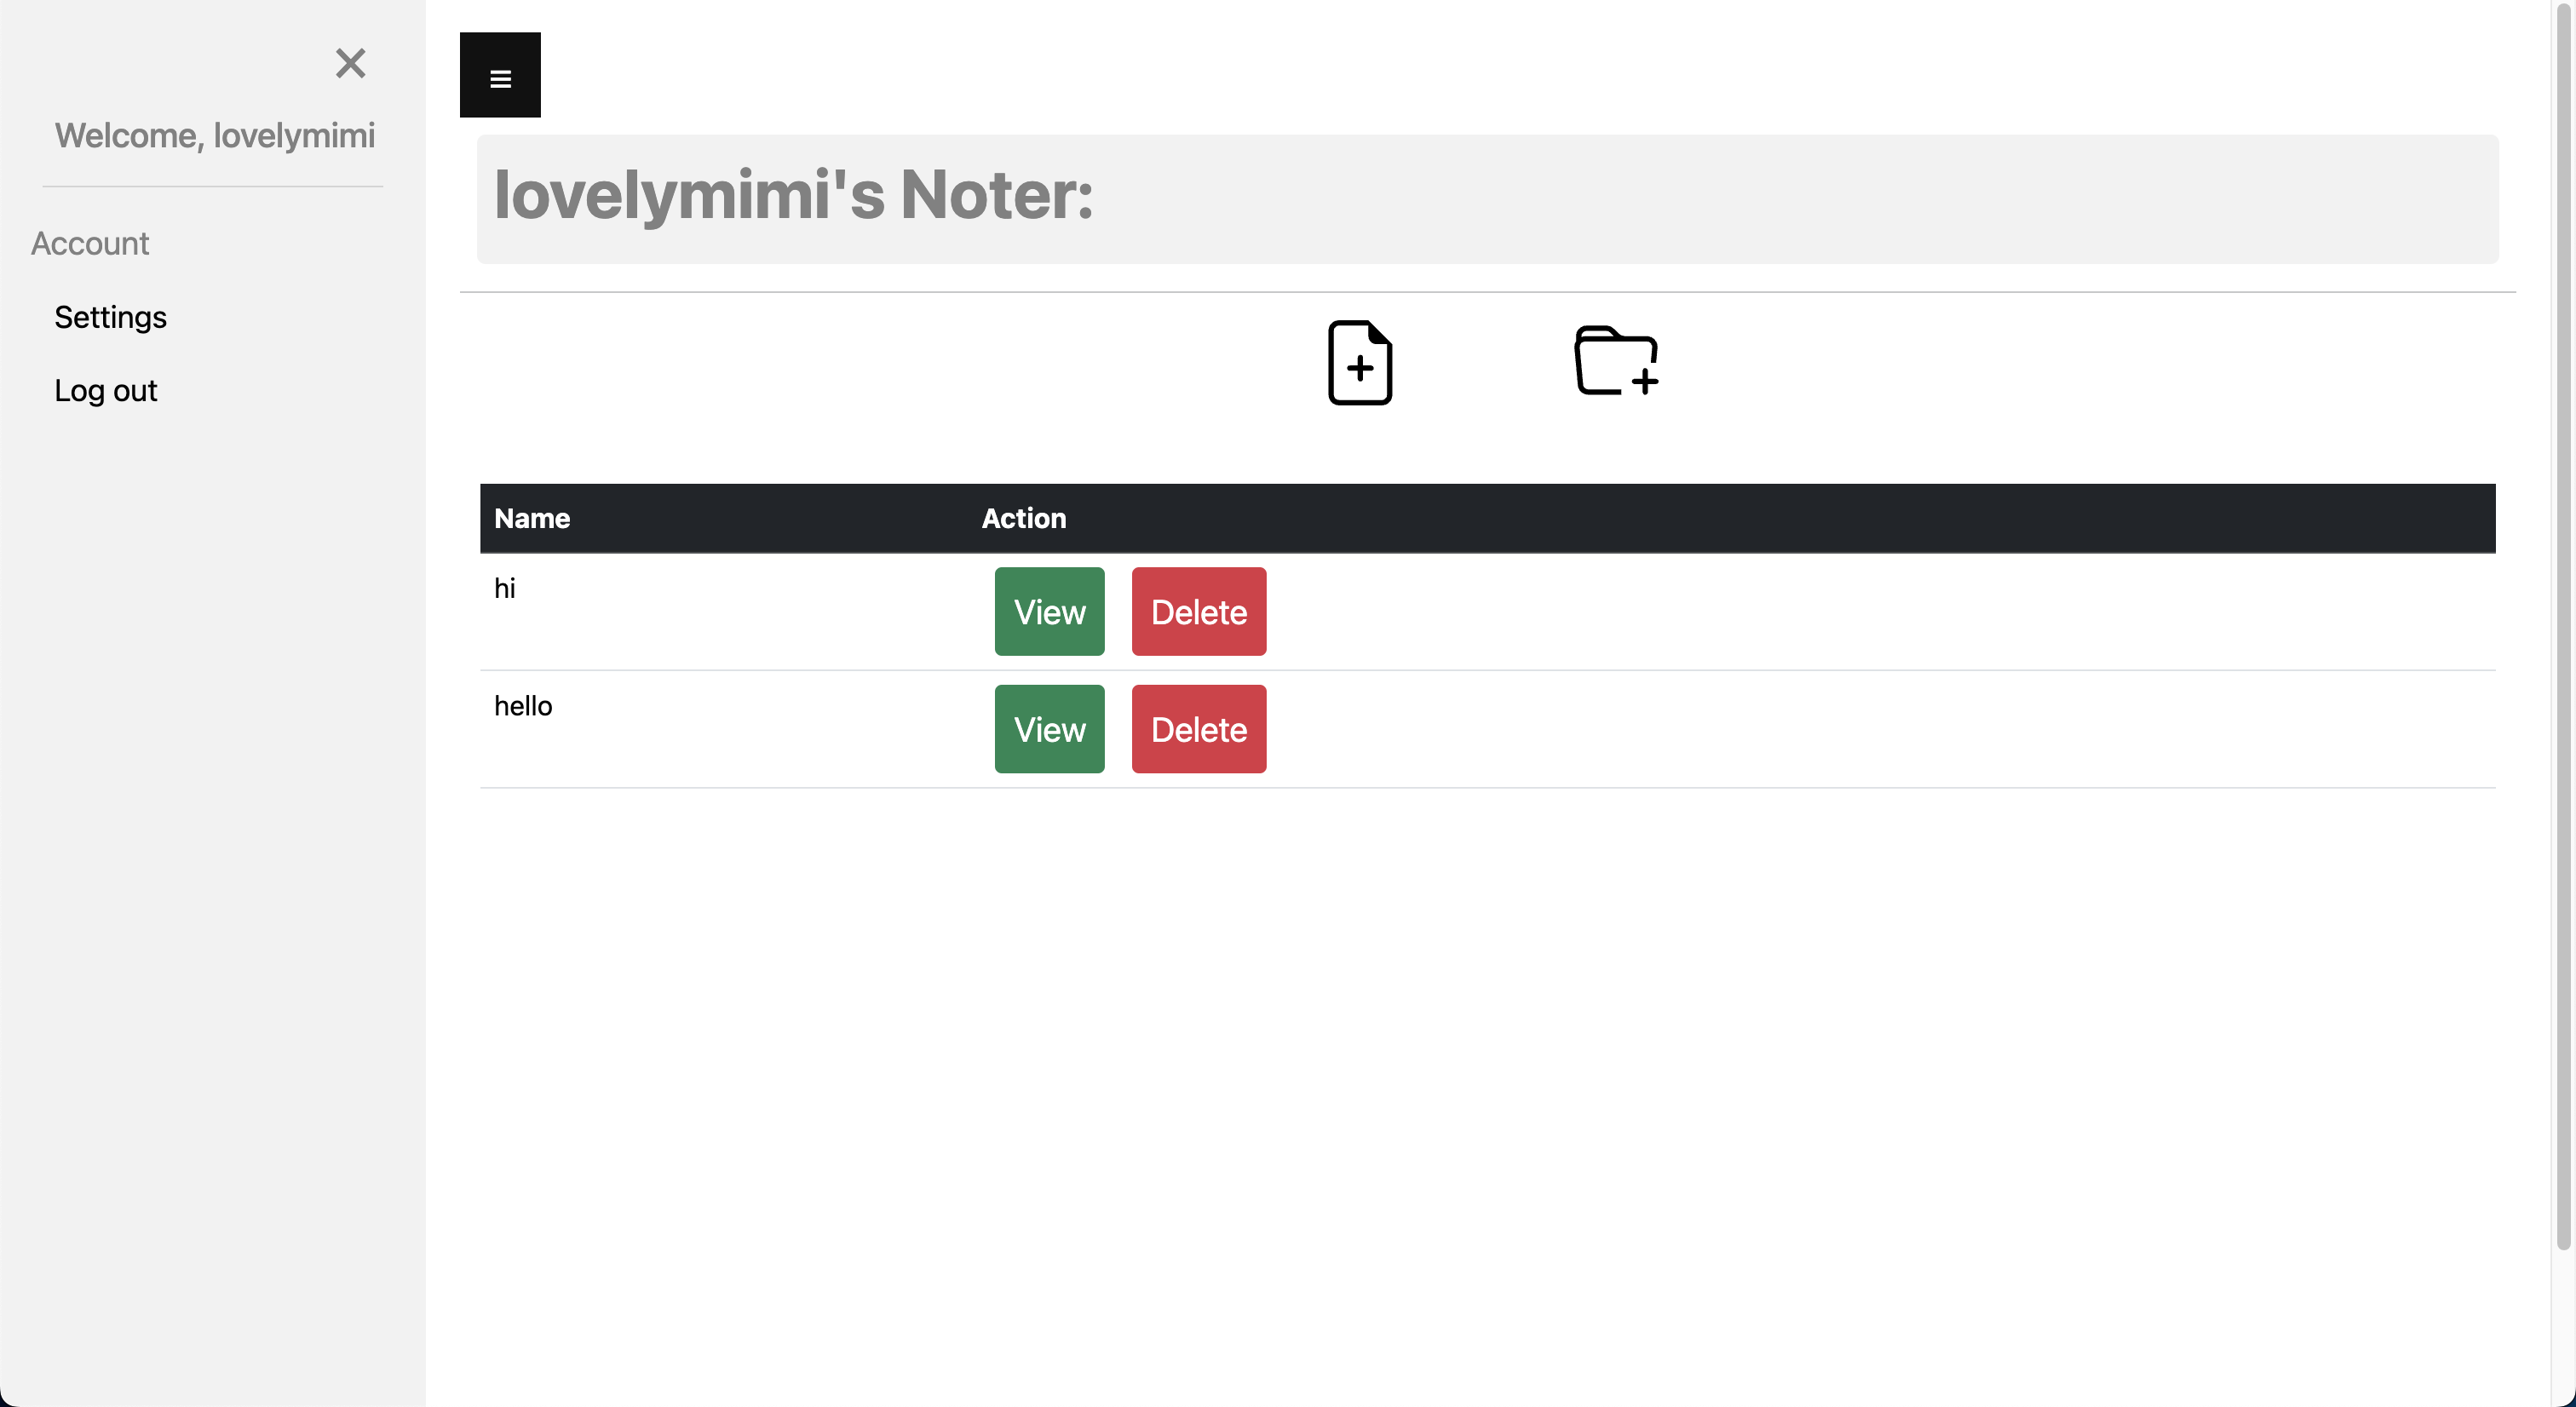 Welcome, lovelymimi
Account
Settings
Log out
lovelymimi's Noter:
Name Action
hi View Delete
hello View Delete